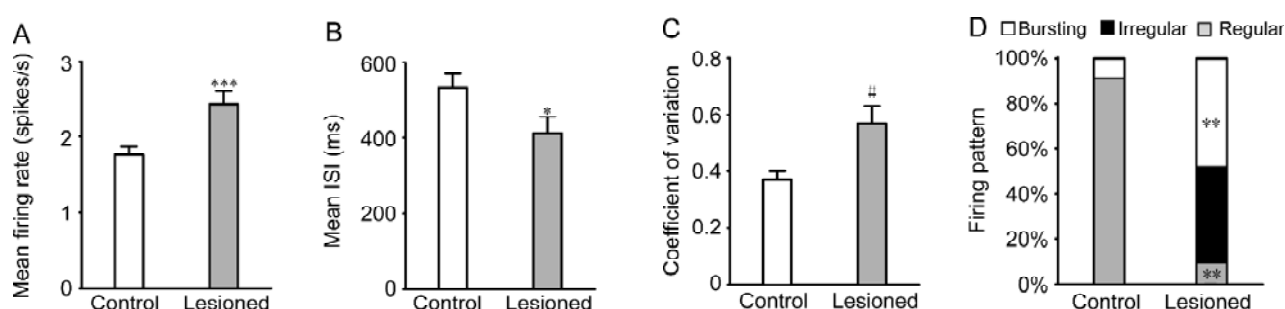 A
Mean firing rate (spikes/s)
3
2
1
0
***
Control Lesioned
B
Mean ISI (ms)
600
400
200
0
*
Control Lesioned
C
Coefficient of variation
0.8
0.6
0.4
0.2
0
#
Control Lesioned
D
Bursting Irregular Regular
Firing pattern
100%
80%
60%
40%
20%
0%
**
**
Control Lesioned